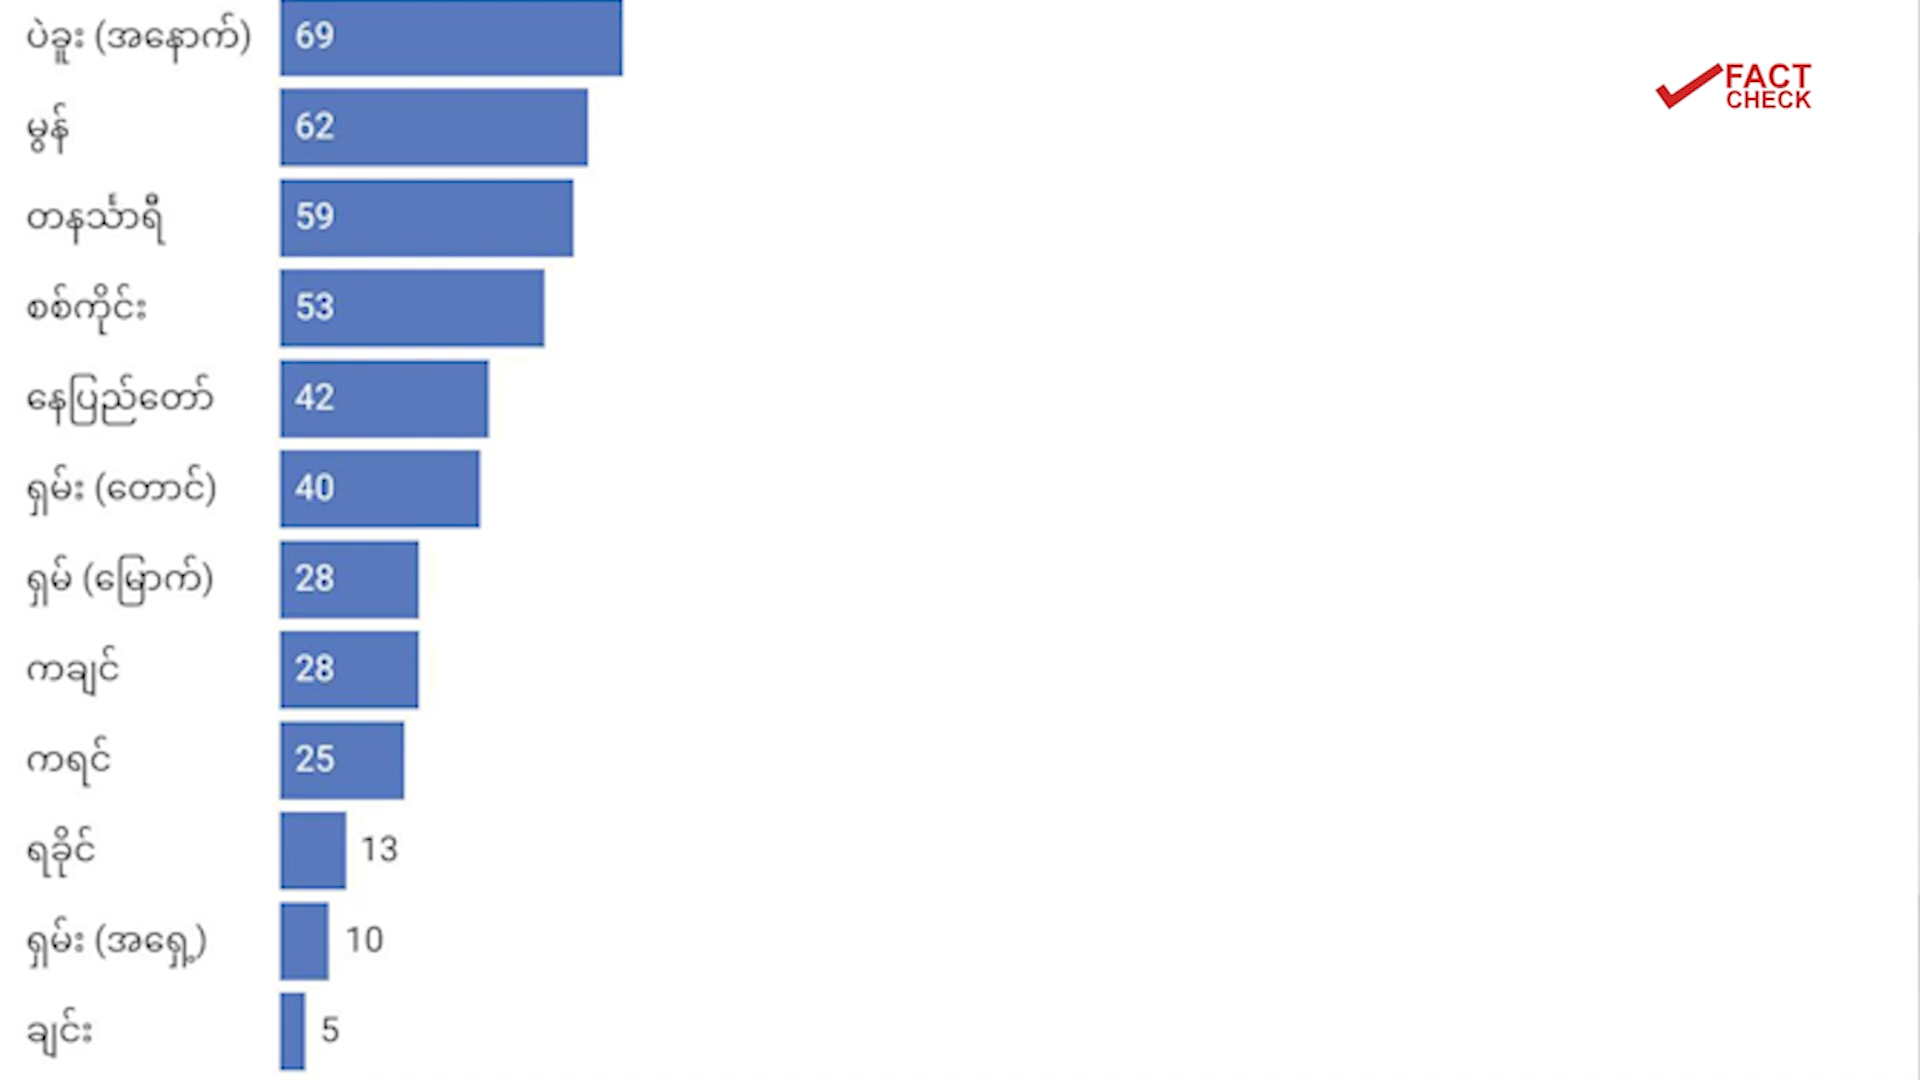 ပဲခူး (အနောက်) 69
FACT
CHECK
မွန် 62
တနင်္သာရီ 59
စစ်ကိုင်း 53
နေပြည်တော် 42
ရှမ်း (တောင်) 40
ရှမ် (မြောက်) 28
ကချင် 28
ကရင် 25
ရခိုင် 13
ရှမ်း (အရှေ့) 10
ချင်း 5